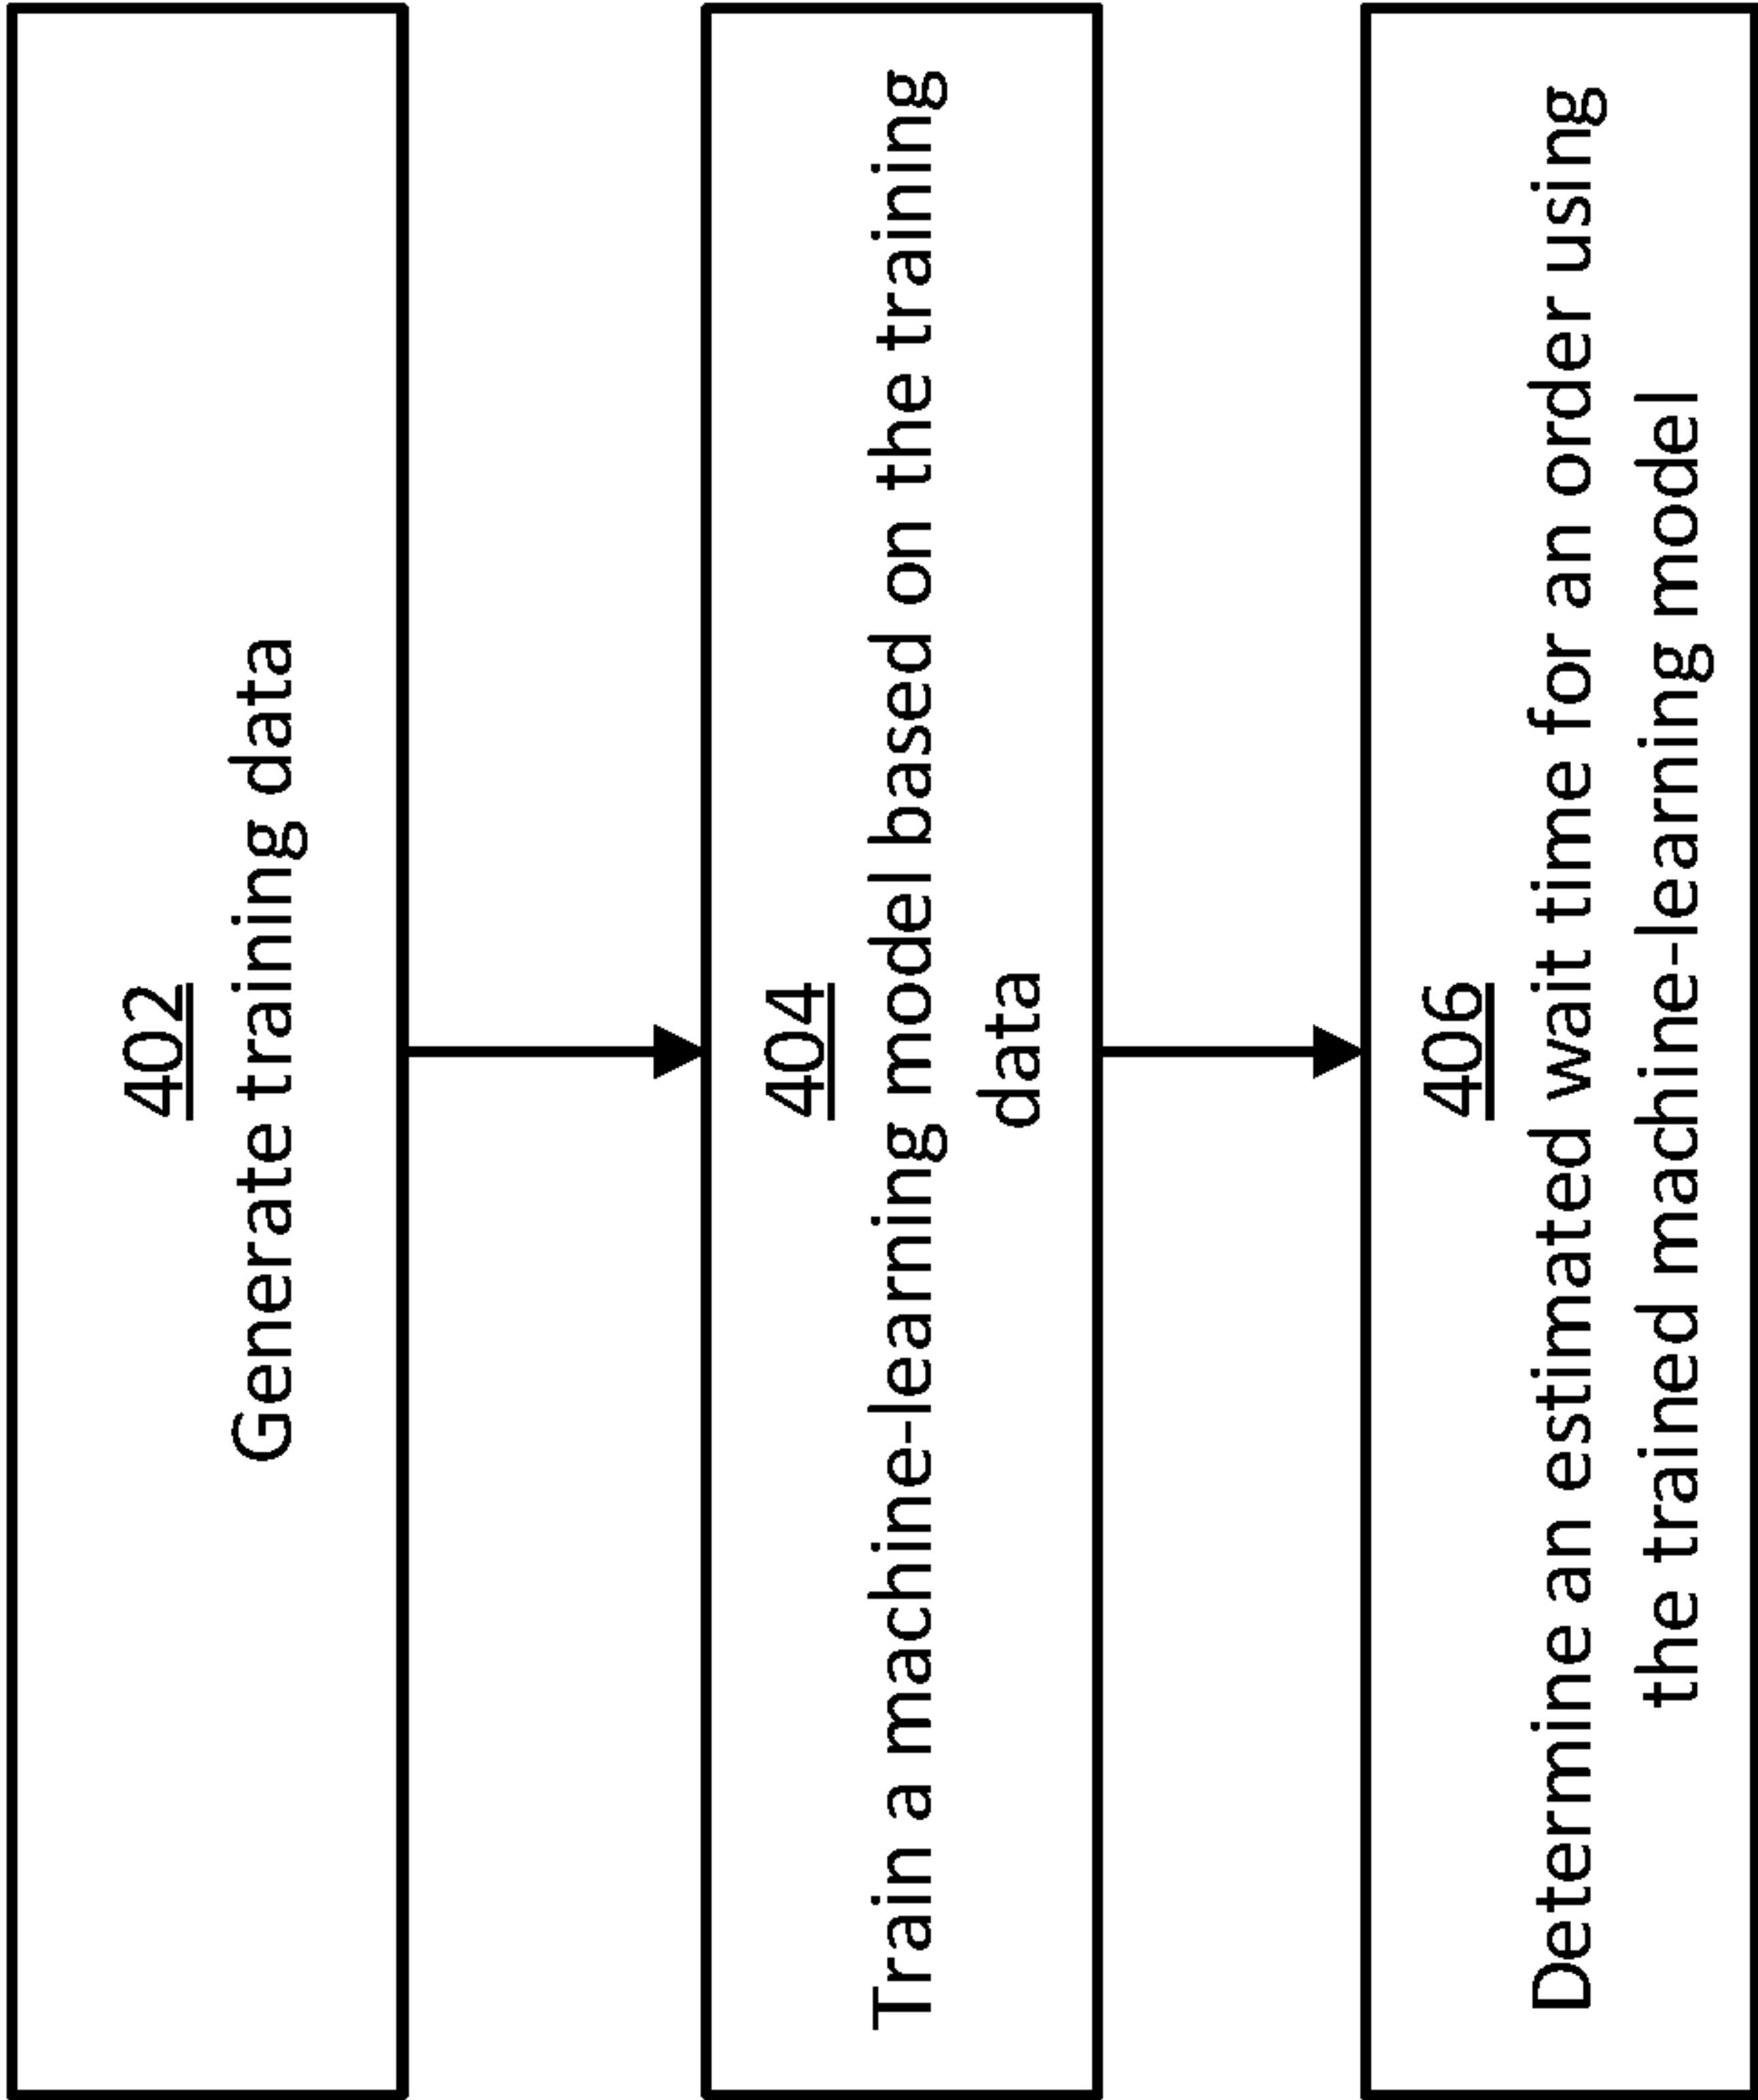 402
Generate training data
404
Train a machine-learning model based on the training
data
406
Determine an estimated wait time for an order using
the trained machine-learning model